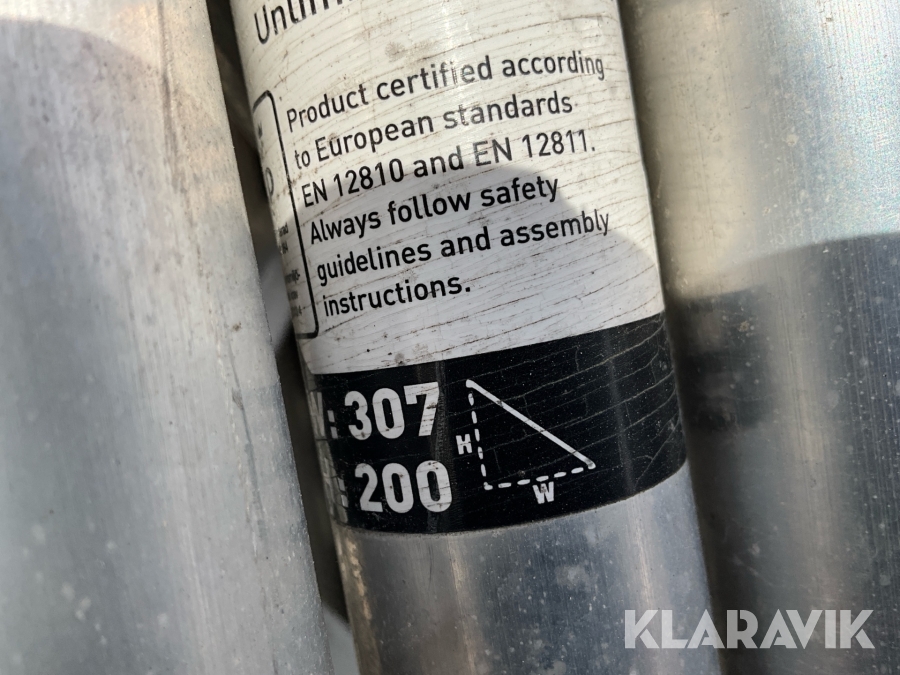 Product certified according
to European standards
EN 12810 and EN 12811.
Always follow safety
guidelines and assembly
instructions.
: 307
: 200
H
W
KLARAVIK